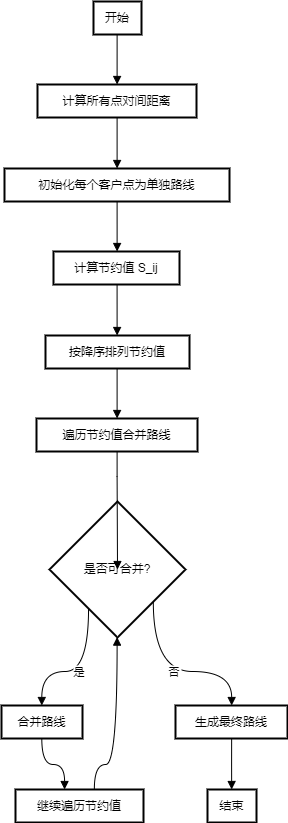 开始
计算所有点对间距离
初始化每个客户点为单独路线
计算节约值 S_ij
按降序排列节约值
遍历节约值合并路线
是否可合并?
是
否
合并路线
生成最终路线
继续遍历节约值
结束